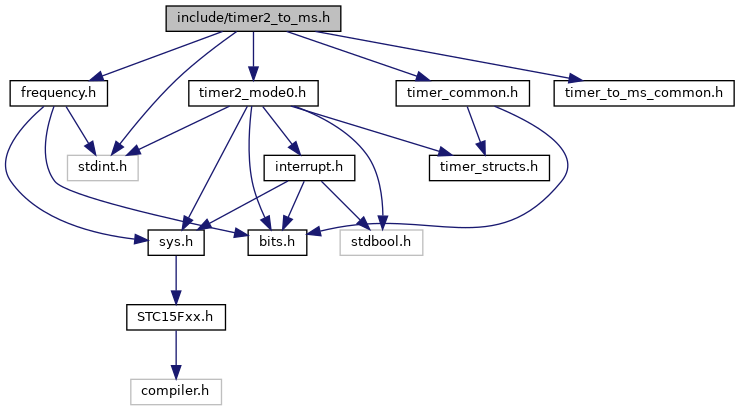 include/timer2_to_ms.h
frequency.h
timer2_mode0.h
timer_common.h
timer_to_ms_common.h
stdint.h
interrupt.h
timer_structs.h
sys.h
bits.h
stdbool.h
STC15Fxx.h
compiler.h